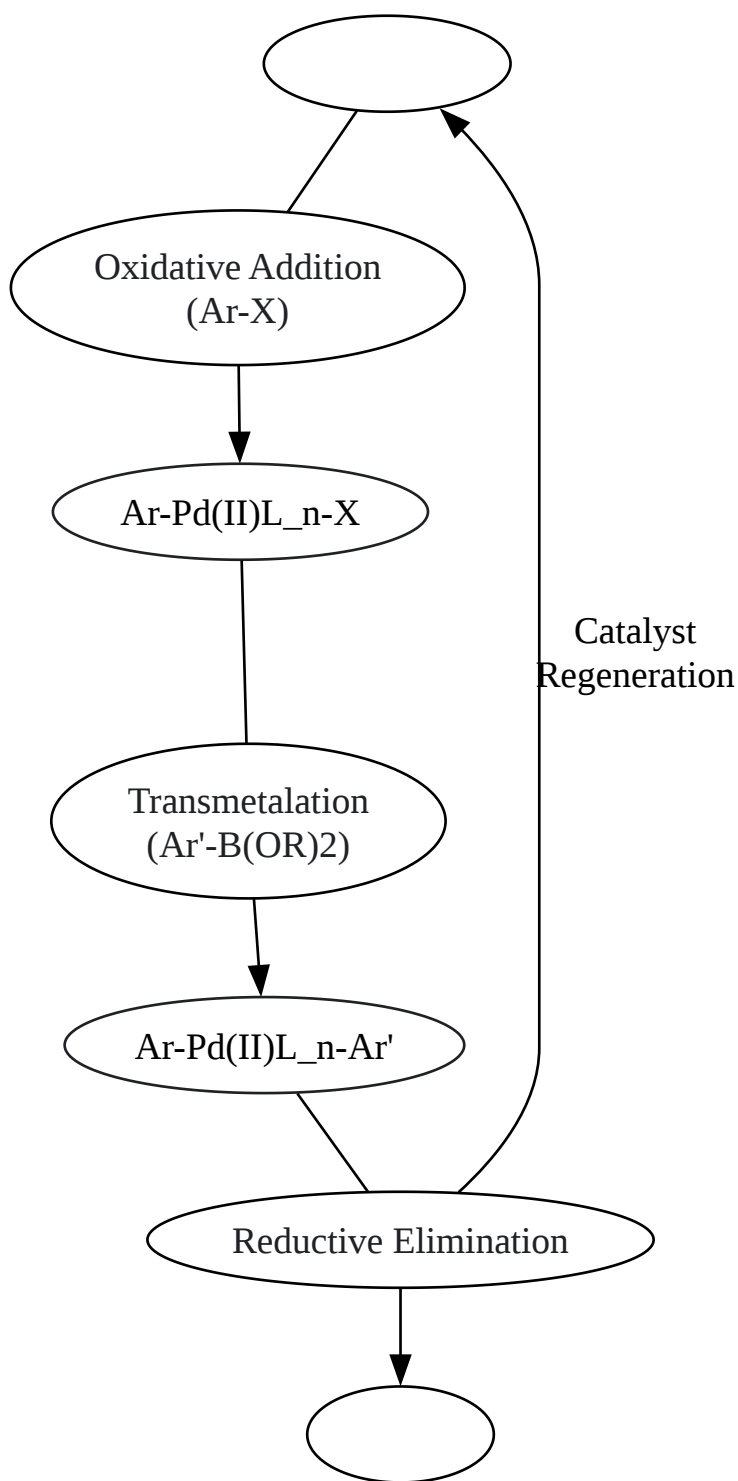 Oxidative Addition
(Ar-X)
Ar-Pd(II)L_n-X
Catalyst
Regeneration
Transmetalation
(Ar'-B(OR)2)
Ar-Pd(II)L_n-Ar'
Reductive Elimination